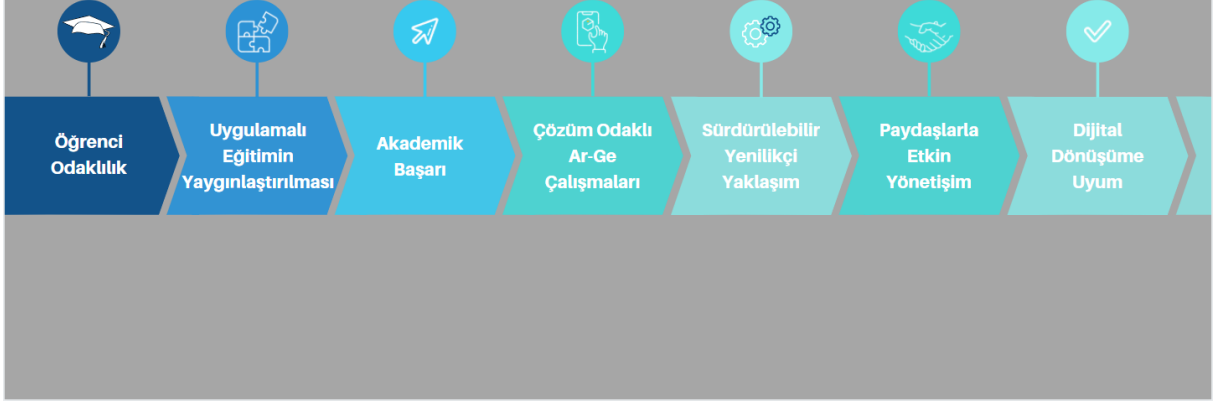 Öğrenci
Odaklılık
Uygulamalı
Eğitimin
Yaygınlaştırılması
Akademik
Başarı
Çözüm Odaklı
Ar-Ge
Çalışmaları
Sürdürülebilir
Yenilikçi
Yaklaşım
Paydaşlarla
Etkin
Yönetişim
Dijital
Dönüşüme
Uyum